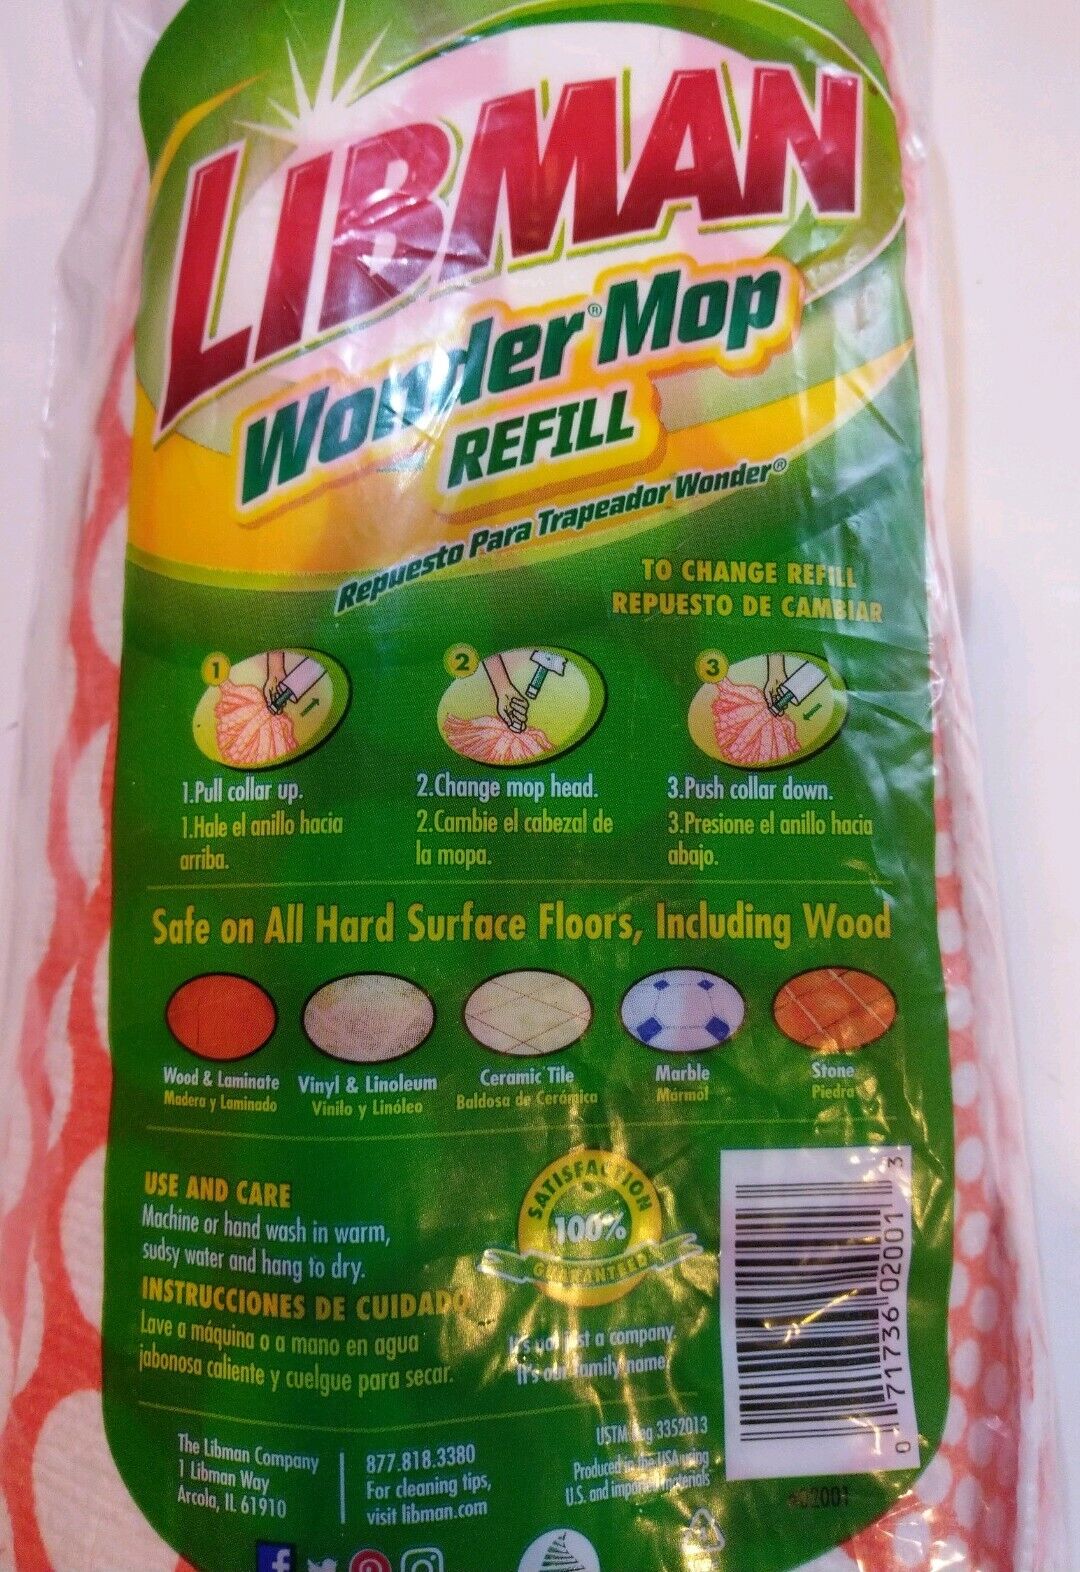 LIBMAN
Wonder® Mop
REFILL
Repuesto Para Trapeador Wonder®
TO CHANGE REFILL
REPUESTO DE CAMBIAR
1
2
3
1.Pull collar up.
1.Hale el anillo hacia
arriba.
2.Change mop head.
2.Cambie el cabezal de
la mopa.
3.Push collar down.
3.Presione el anillo hacia
abajo.
Safe on All Hard Surface Floors, Including Wood
Wood & Laminate
Madera y Laminado
Vinyl & Linoleum
Vinilo y Linóleo
Ceramic Tile
Baldosa de Cerámica
Marble
Mármol
Stone
Piedra
USE AND CARE
Machine or hand wash in warm,
sudsy water and hang to dry.
INSTRUCCIONES DE CUIDADO
Lave a máquina o a mano en agua
jabonosa caliente y cuelgue para secar.
SATISFACTION
100%
GUARANTEED
It's not just a company.
It's our family name
0 71736 02001 3
The Libman Company
1 Libman Way
Arcola, IL 61910
877.818.3380
For cleaning tips,
visit libman.com
USTM Reg 3352013
Produced in the USA using
U.S. and imported materials
02001